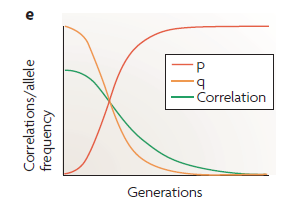 e
Correlations/allele
frequency
p
q
Correlation
Generations